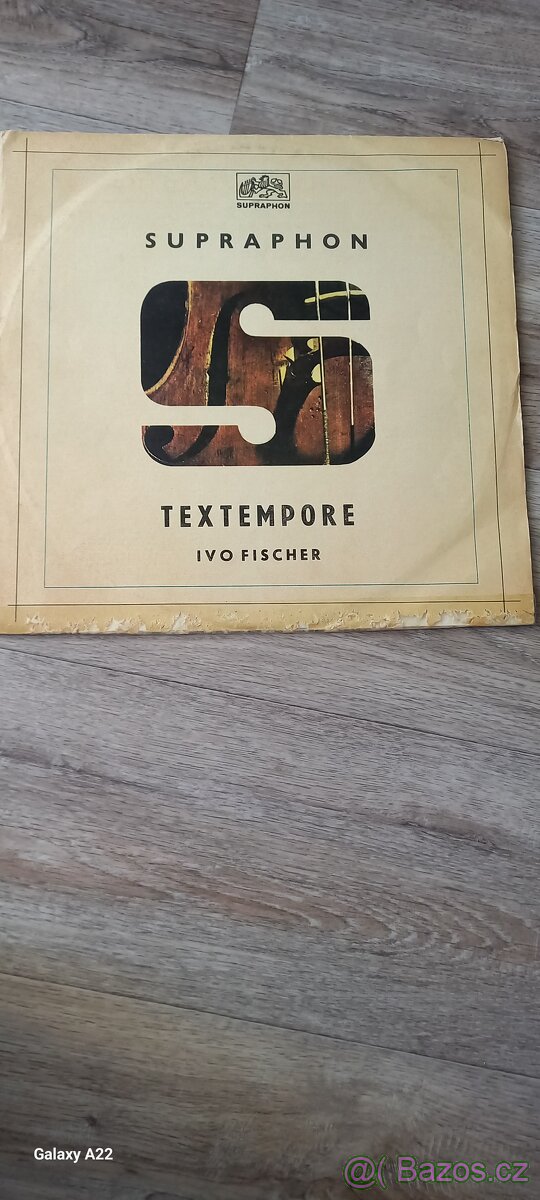 SUPRAPHON
SUPRAPHON
TEXTEMPORE
IVO FISCHER
Galaxy A22
@( Bazos.cz